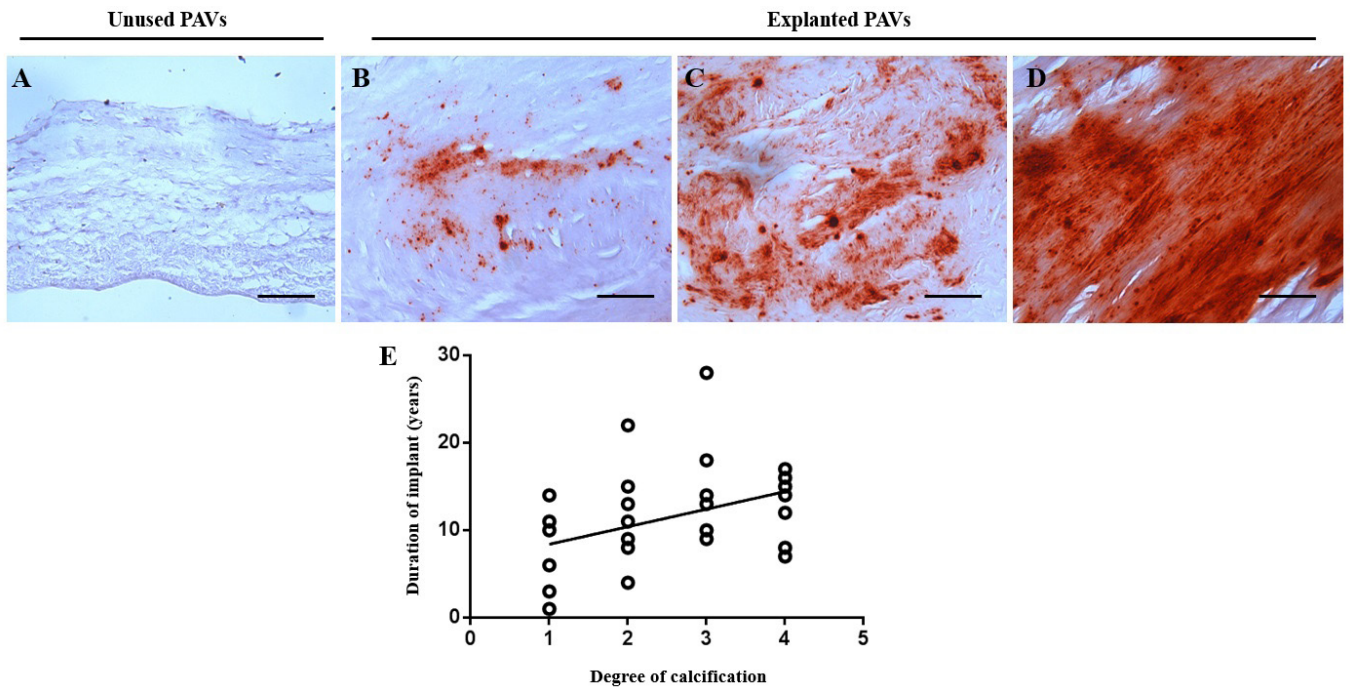 Unused PAVs
Explanted PAVs
A
B
C
D
E
30
20
10
0
Duration of implant (years)
0 1 2 3 4 5
Degree of calcification